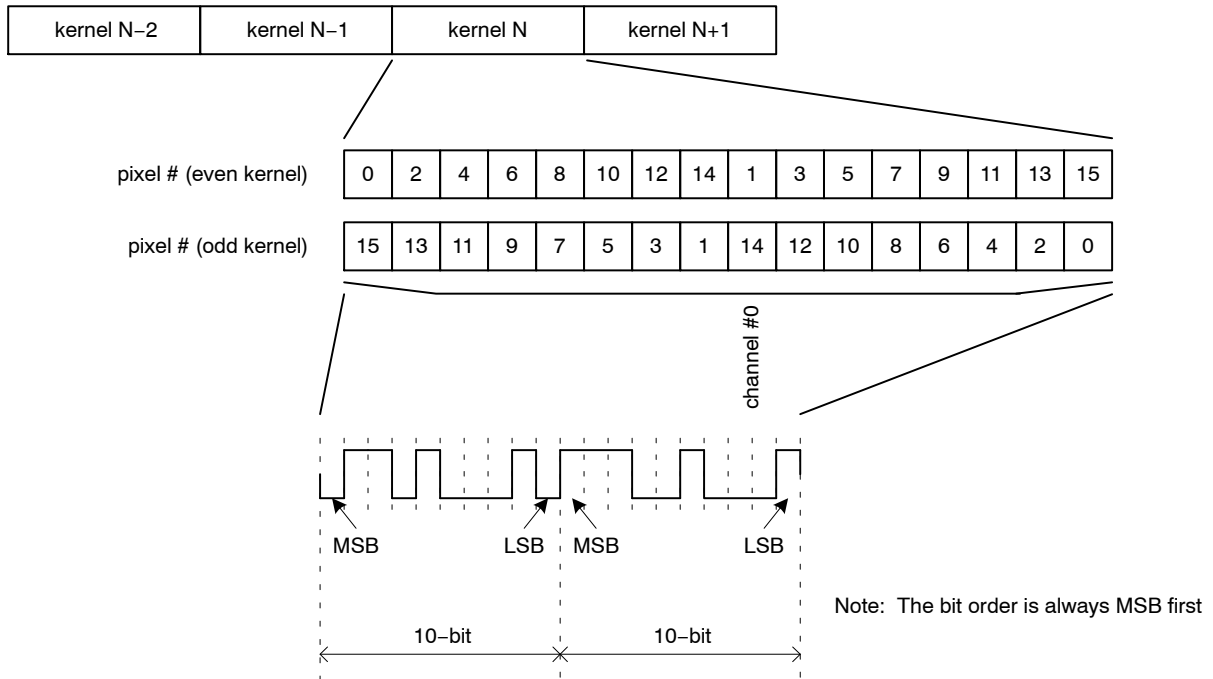 kernel N−2 kernel N−1 kernel N kernel N+1
pixel # (even kernel) 0 2 4 6 8 10 12 14 1 3 5 7 9 11 13 15
pixel # (odd kernel) 15 13 11 9 7 5 3 1 14 12 10 8 6 4 2 0
channel #0
MSB LSB MSB LSB
Note: The bit order is always MSB first
10−bit 10−bit